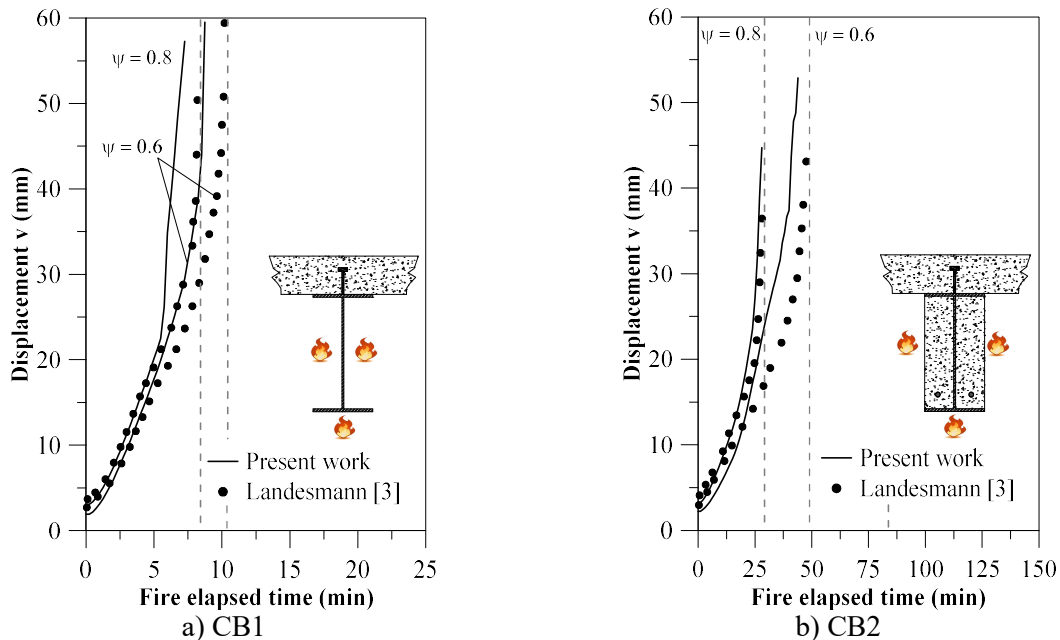 60
50
40
30
20
10
0
Displacement v (mm)
ψ = 0.8
ψ = 0.6
Present work
Landesmann [3]
0 5 10 15 20 25
Fire elapsed time (min)
a) CB1
60
50
40
30
20
10
0
Displacement v (mm)
ψ = 0.8
ψ = 0.6
Present work
Landesmann [3]
0 25 50 75 100 125 150
Fire elapsed time (min)
b) CB2